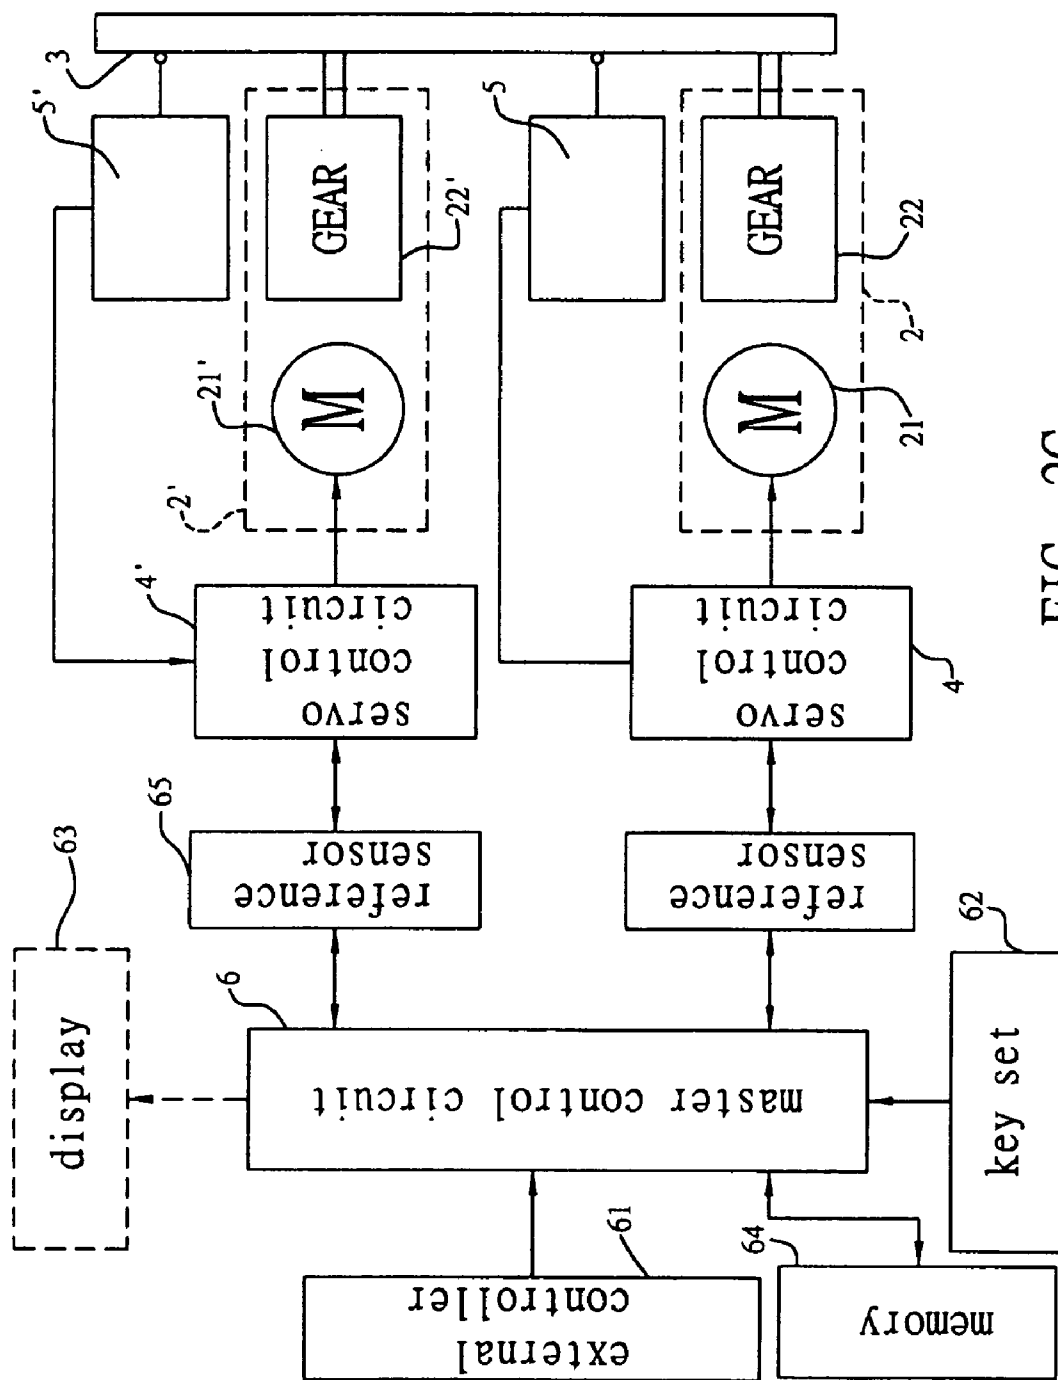 3
5'
GEAR
22'
21'
M
2'
5
GEAR
22
2
M
21
4'
servo
control
circuit
servo
control
circuit
4
65
reference
sensor
reference
sensor
63
display
6
master control circuit
62
key set
external
controller
61
64
memory